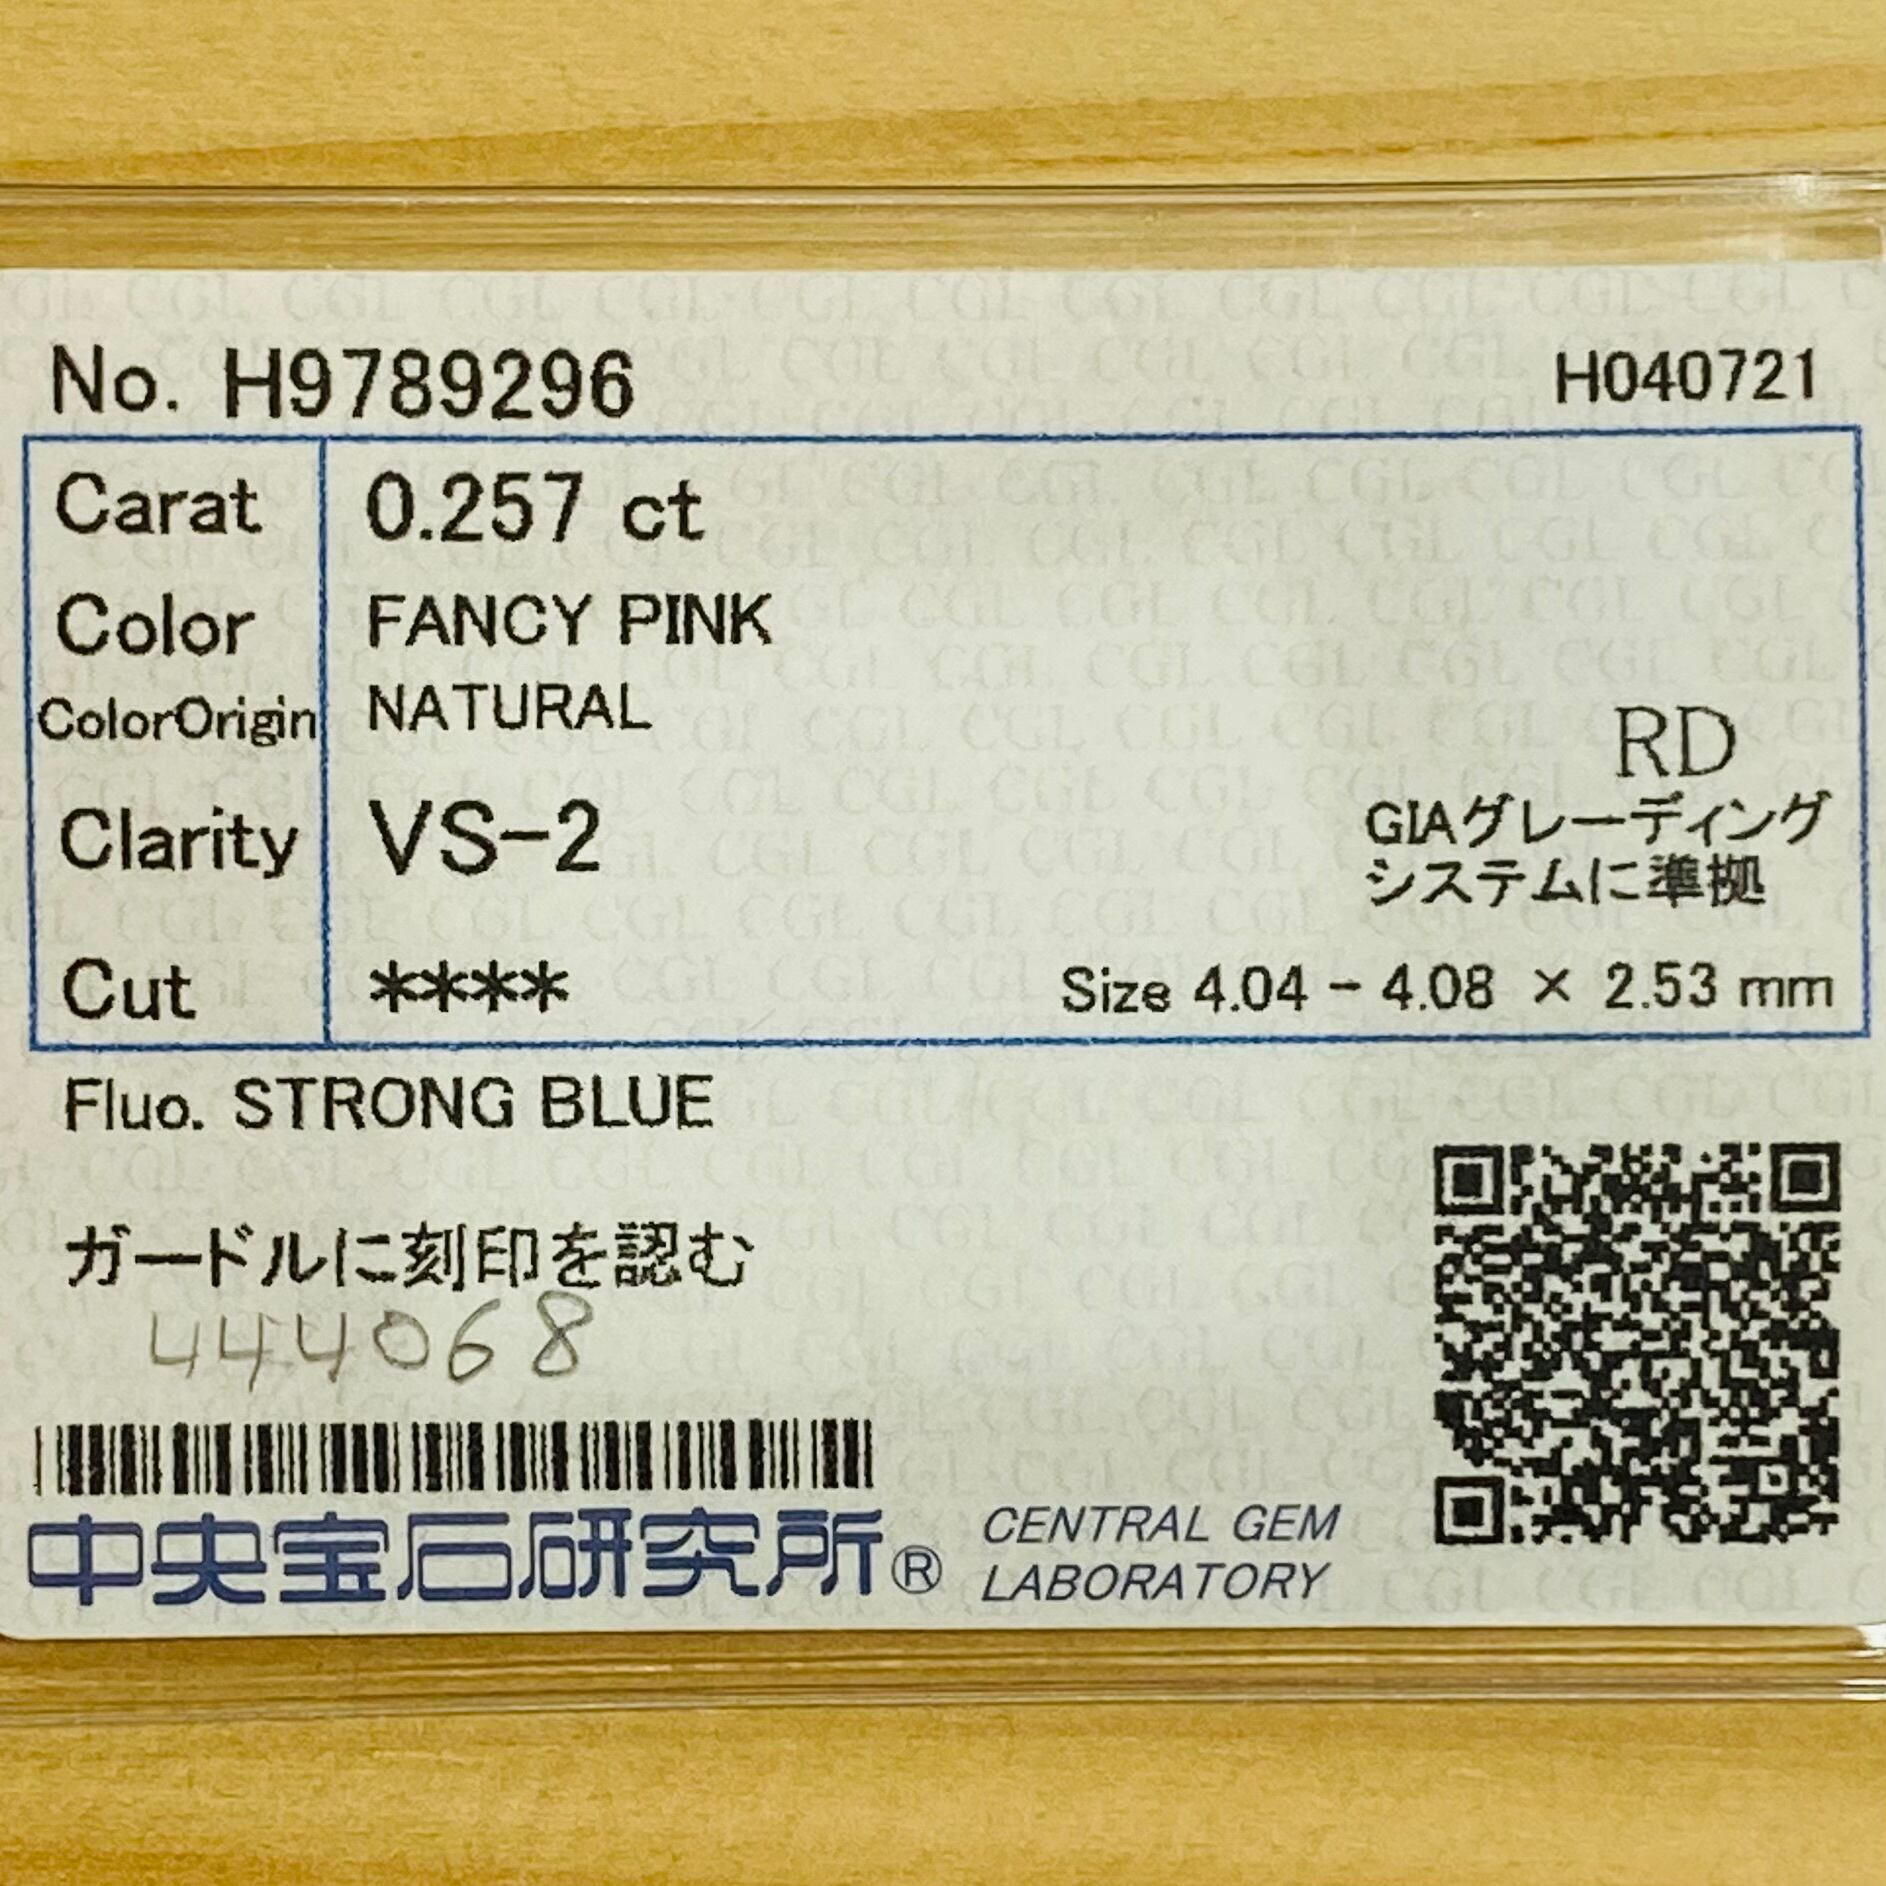 No. H9789296 H040721
Carat 0.257 ct
Color FANCY PINK
ColorOrigin NATURAL
RD
Clarity VS-2
GIAグレーディング
システムに準拠
Cut **** Size 4.04 - 4.08 × 2.53 mm
Fluo. STRONG BLUE
ガードルに刻印を認む
444068
中央宝石研究所® CENTRAL GEM
LABORATORY